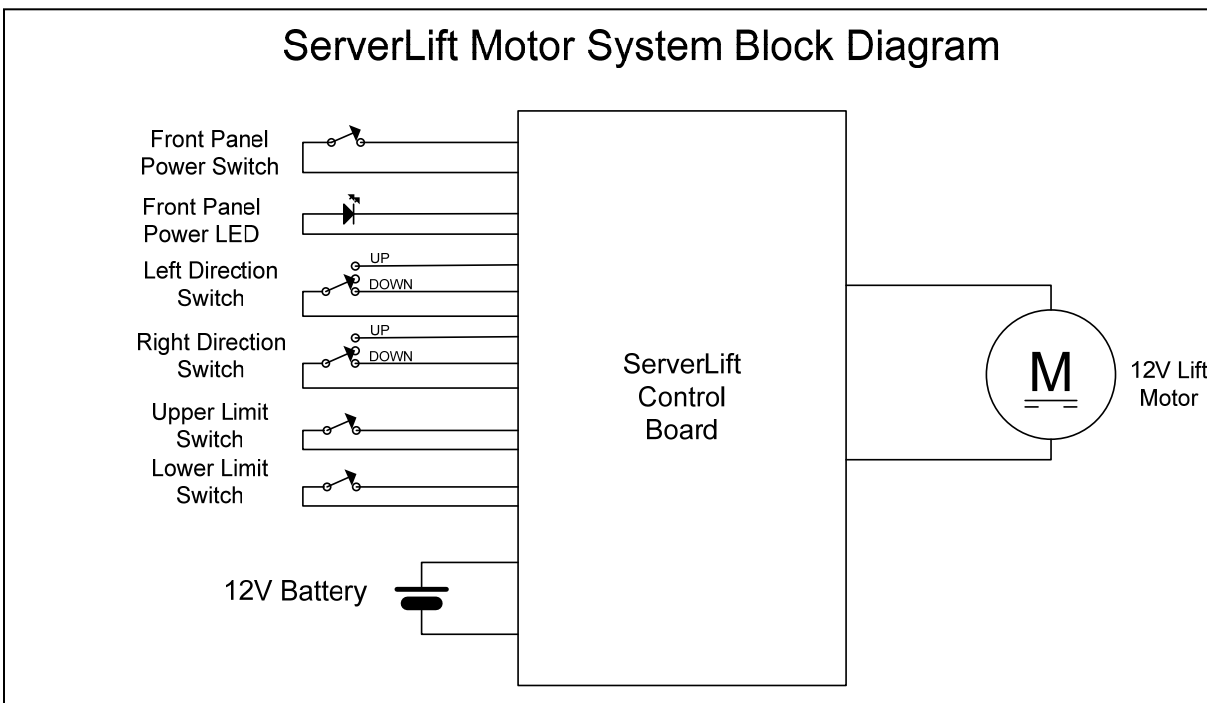 ServerLift Motor System Block Diagram
Front Panel
Power Switch
Front Panel
Power LED
UP
Left Direction
Switch
DOWN
UP
Right Direction
Switch
DOWN
Upper Limit
Switch
Lower Limit
Switch
12V Battery
ServerLift
Control
Board
M
12V Lift
Motor